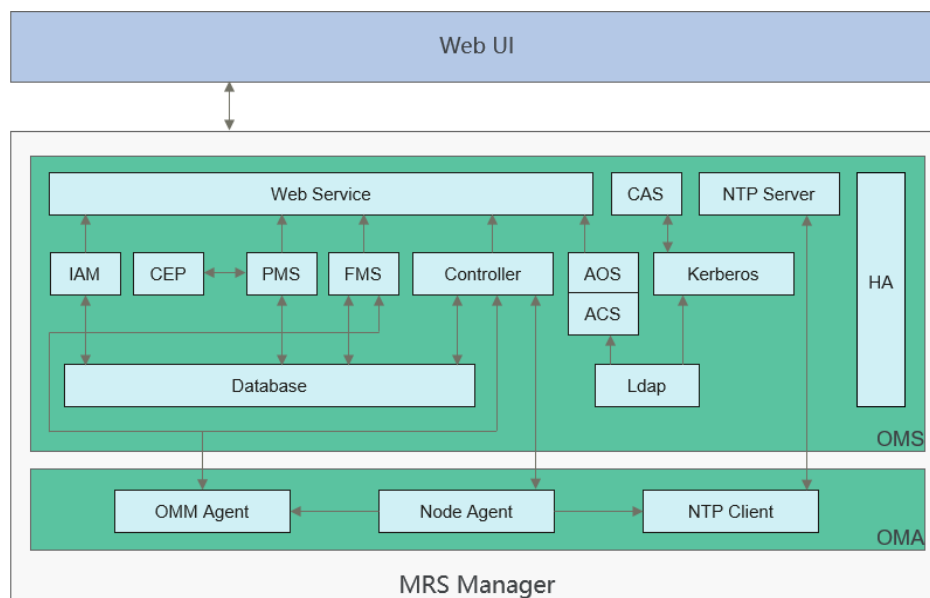 Web UI
Web Service
CAS
NTP Server
IAM
CEP
PMS
FMS
Controller
AOS
Kerberos
HA
ACS
Database
Ldap
OMS
OMM Agent
Node Agent
NTP Client
OMA
MRS Manager